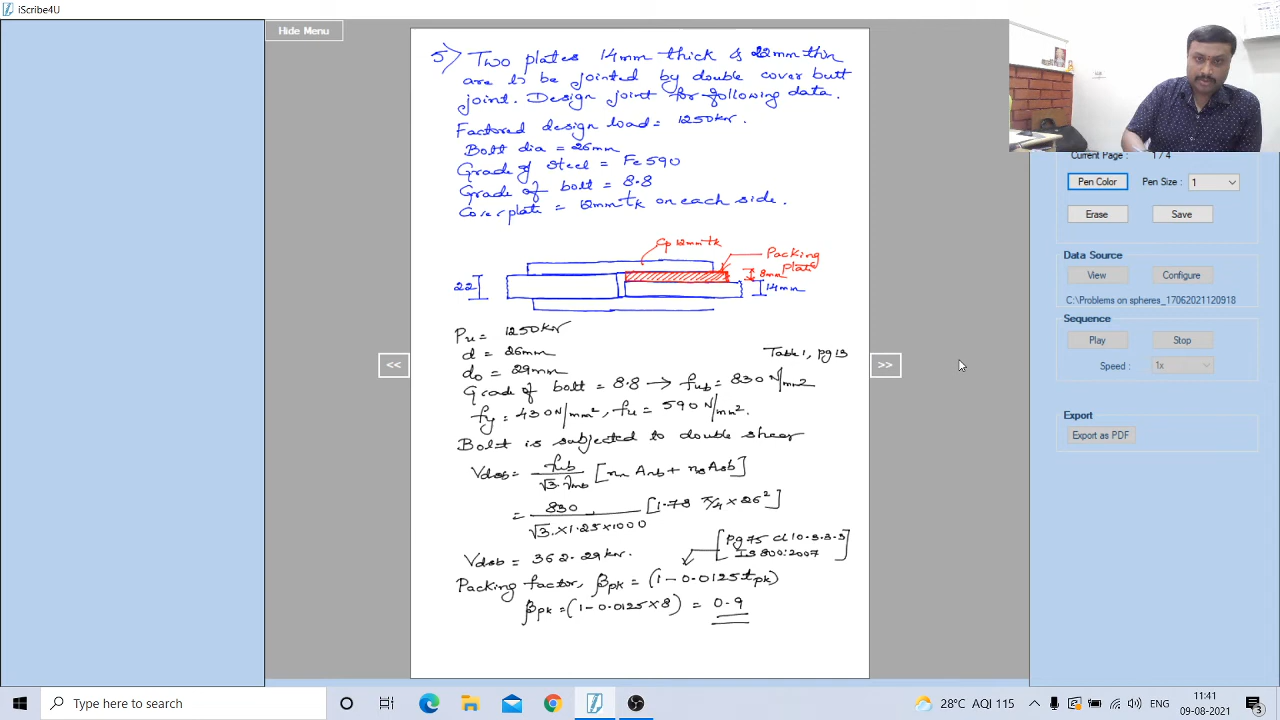 iScribe4U
Hide Menu
5) Two plates 14mm thick & 22mm thin
are to be jointed by double cover butt
joint. Design joint for following data.
Factored design load = 1250kN.
Bolt dia = 26mm
Grade of steel = Fe 590
Grade of bolt = 8.8
Cover plate = 12mm tk on each side.
Cp 12mm tk
Packing
plate
8mm
22
14mm
Pu = 1250kN
d = 26mm
Table 1, pg 13
do = 29mm
Grade of bolt = 8.8 → fub = 830 N/mm2
fy = 430N/mm2, fu = 590 N/mm2.
Bolt is subjected to double shear
Vdsb = fub / √3.γmb [nn Anb + ns Asb]
= 830 / √3 × 1.25 × 1000 [1.78 π/4 × 26²]
[Pg 75 cl 10.3.3.3
IS 800:2007]
Vdsb = 362.29kN.
Packing factor, βpk = (1 - 0.0125tpk)
βpk = (1 - 0.0125 × 8) = 0.9
<<
>>
Current Page : 1 / 4
Pen Color
Pen Size :
1
Erase
Save
Data Source
View
Configure
C:\Problems on spheres_17062021120918
Sequence
Play
Stop
Speed :
1x
Export
Export as PDF
Type here to search
28°C AQI 115
ENG
11:41
09-08-2021
3